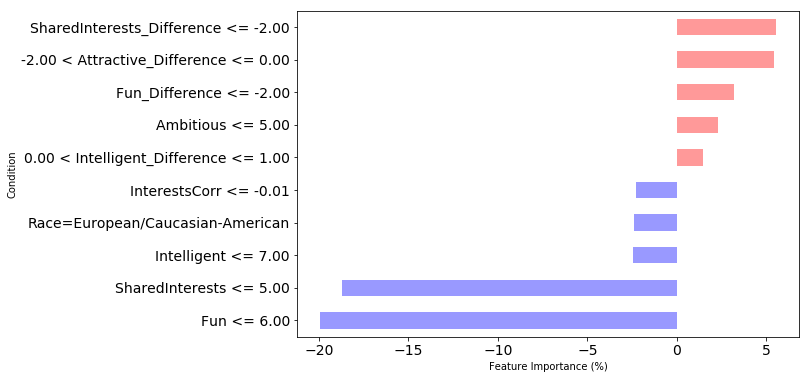 SharedInterests_Difference <= -2.00
-2.00 < Attractive_Difference <= 0.00
Fun_Difference <= -2.00
Ambitious <= 5.00
0.00 < Intelligent_Difference <= 1.00
InterestsCorr <= -0.01
Race=European/Caucasian-American
Intelligent <= 7.00
SharedInterests <= 5.00
Fun <= 6.00
Condition
−20 −15 −10 −5 0 5
Feature Importance (%)